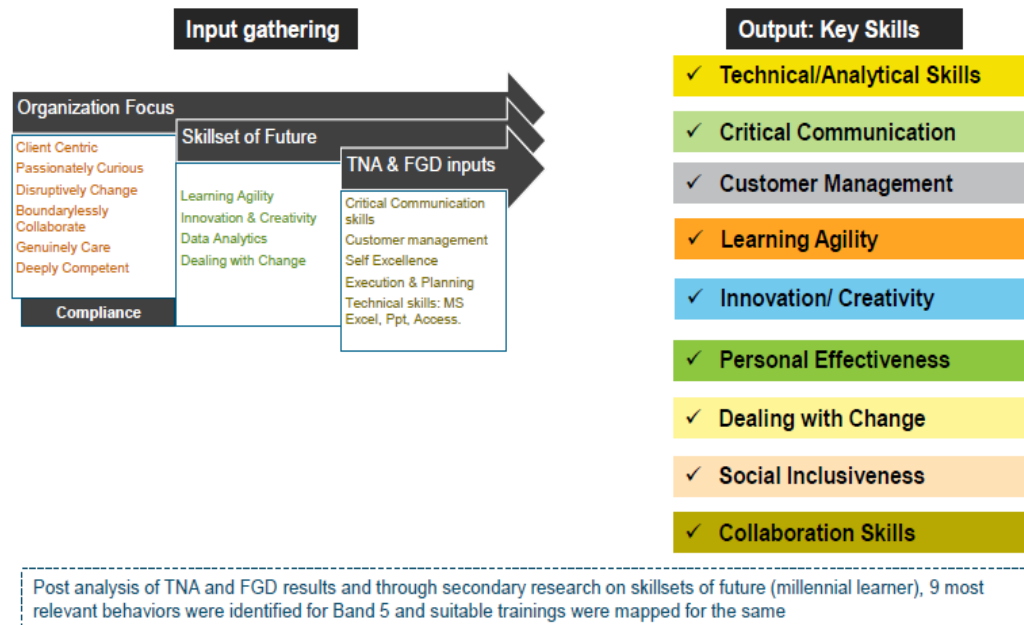 Input gathering
Organization Focus
Client Centric
Passionately Curious
Disruptively Change
Boundarylessly
Collaborate
Genuinely Care
Deeply Competent
Compliance
Skillset of Future
Learning Agility
Innovation & Creativity
Data Analytics
Dealing with Change
TNA & FGD inputs
Critical Communication
skills
Customer management
Self Excellence
Execution & Planning
Technical skills: MS
Excel, Ppt, Access.
Output: Key Skills
✓ Technical/Analytical Skills
✓ Critical Communication
✓ Customer Management
✓ Learning Agility
✓ Innovation/ Creativity
✓ Personal Effectiveness
✓ Dealing with Change
✓ Social Inclusiveness
✓ Collaboration Skills
Post analysis of TNA and FGD results and through secondary research on skillsets of future (millennial learner), 9 most
relevant behaviors were identified for Band 5 and suitable trainings were mapped for the same